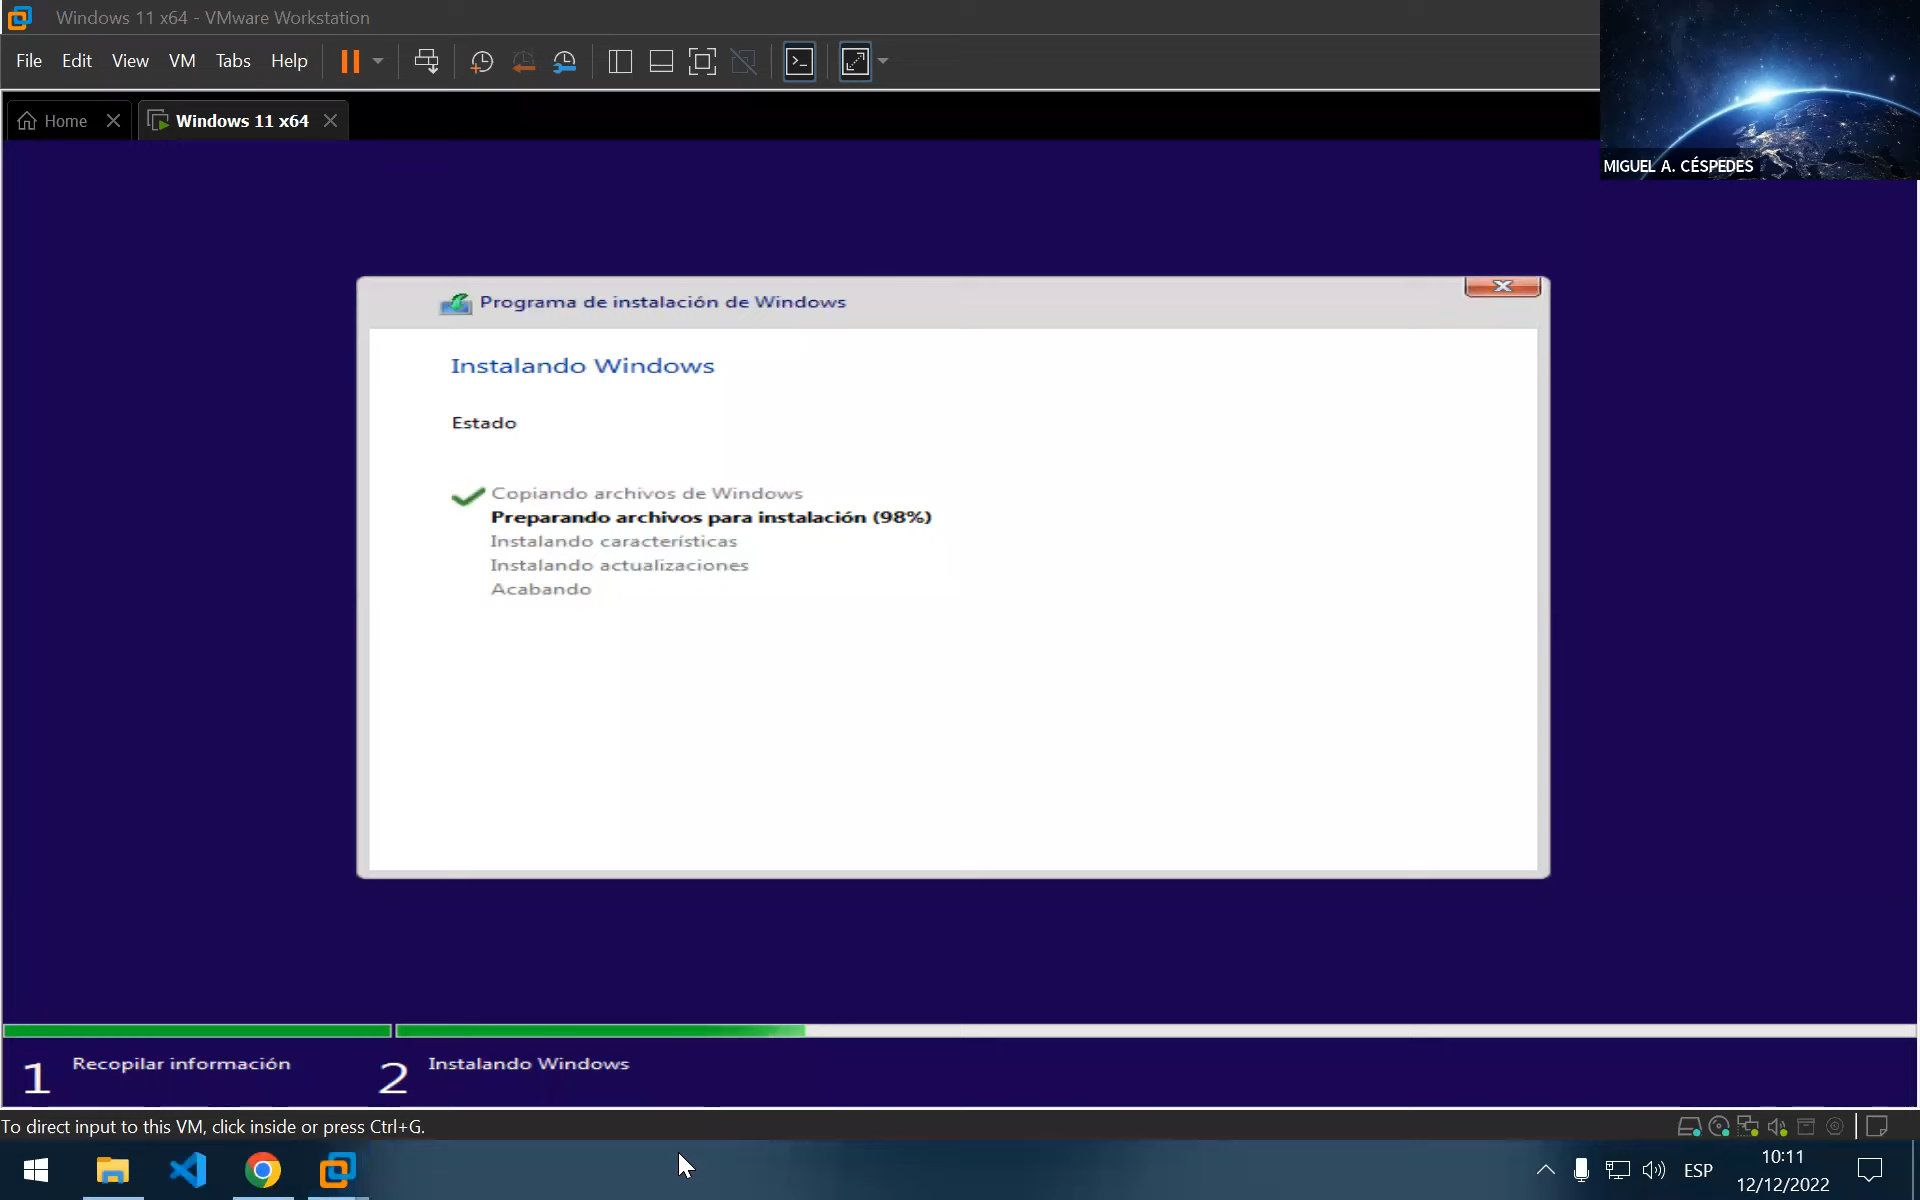 Windows 11 x64 - VMware Workstation
File Edit View VM Tabs Help
Home
Windows 11 x64
MIGUEL A. CÉSPEDES
Programa de instalación de Windows
Instalando Windows
Estado
Copiando archivos de Windows
Preparando archivos para instalación (98%)
Instalando características
Instalando actualizaciones
Acabando
1 Recopilar información
2 Instalando Windows
To direct input to this VM, click inside or press Ctrl+G.
ESP
10:11
12/12/2022